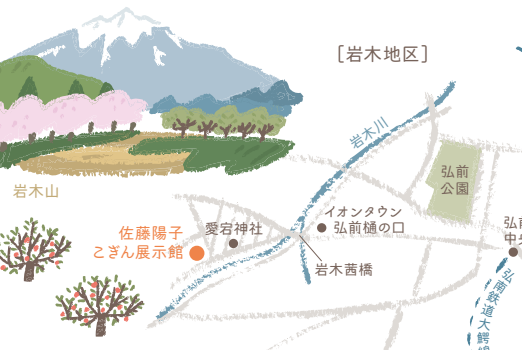 [岩木地区]
岩木川
弘前
公園
岩木山
イオンタウン
弘前樋の口
佐藤陽子
こぎん展示館
愛宕神社
岩木茜橋
弘南鉄道大鰐